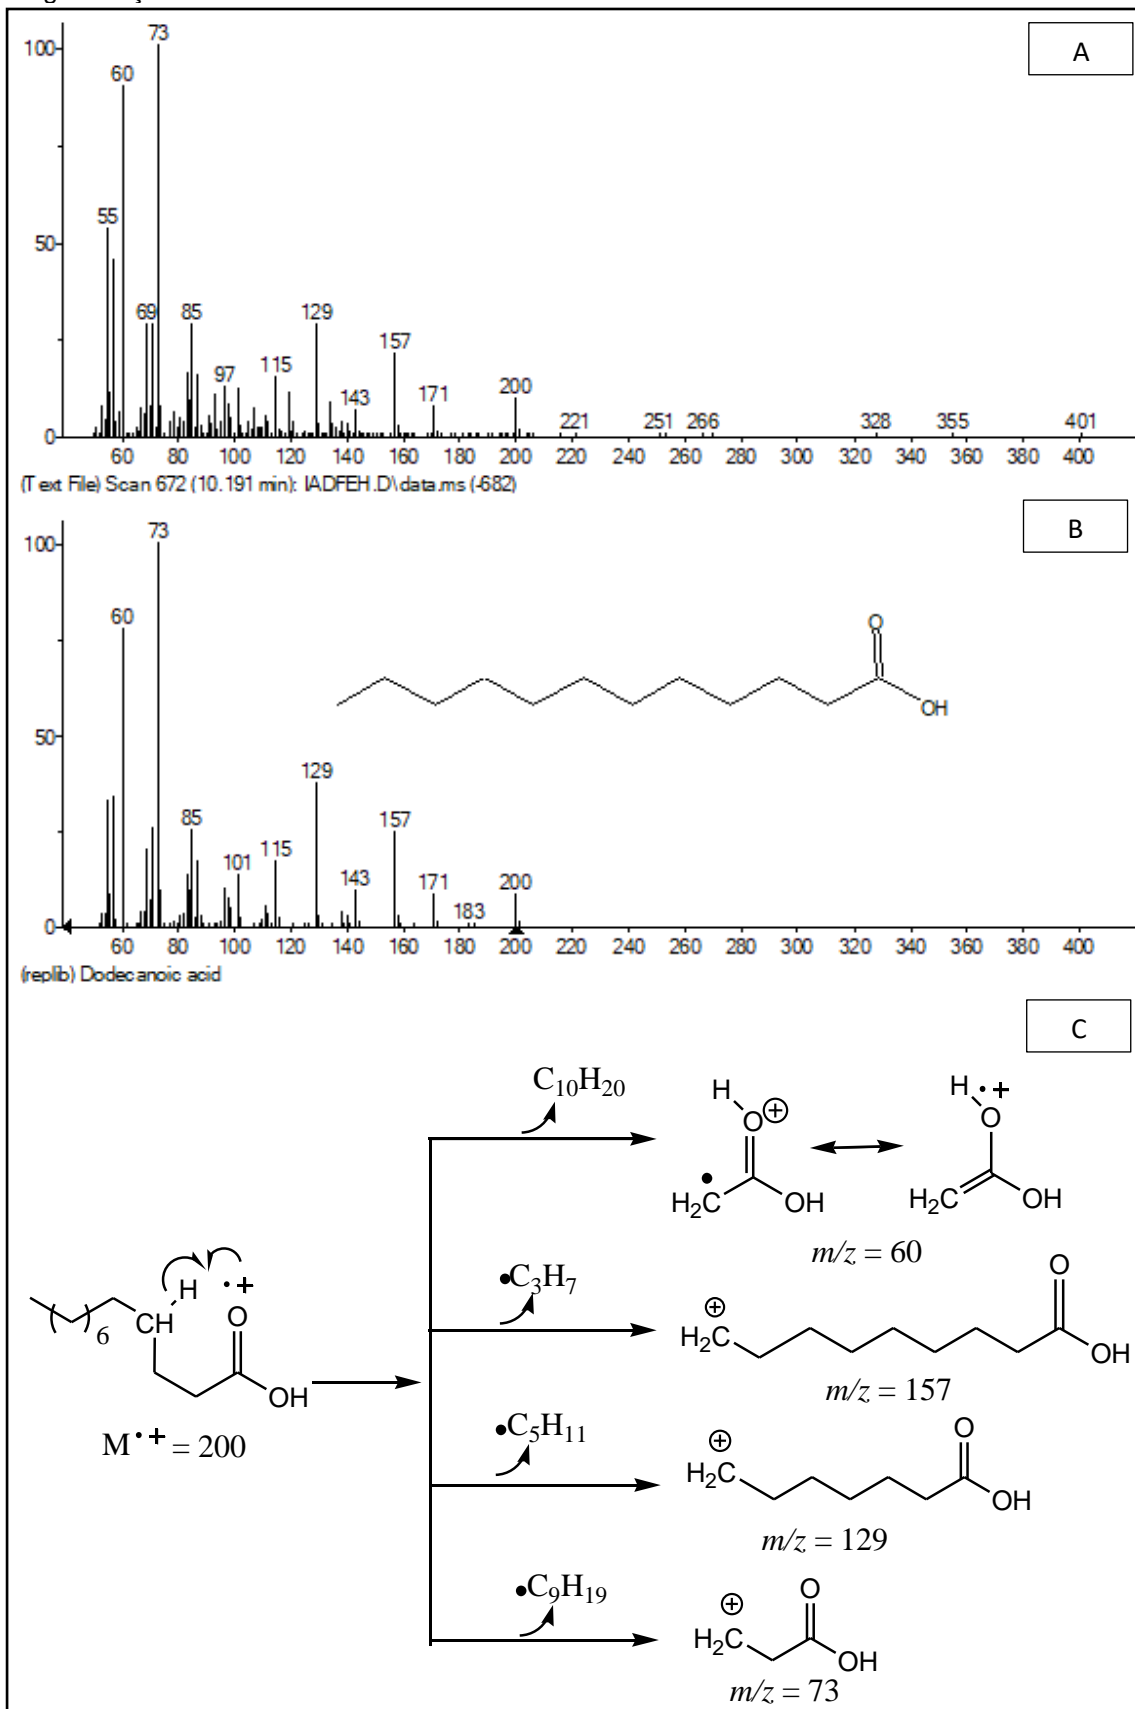 A
100
73
60
50
55
69
85
97
115
129
143
157
171
200
221
251
266
328
355
401
0
60 80 100 120 140 160 180 200 220 240 260 280 300 320 340 360 380 400
(Text File) Scan 672 (10.191 min): IADFEH.D\data.ms (-682)
B
100
73
60
50
85
101
115
129
143
157
171
183
200
O
OH
0
60 80 100 120 140 160 180 200 220 240 260 280 300 320 340 360 380 400
(replib) Dodecanoic acid
C
C10H20
H
O
⊕
•
H2C
OH
H •+
O
H2C
OH
m/z = 60
•C3H7
⊕
H2C
O
OH
m/z = 157
H
•+
O
( )6
CH
OH
M•+ = 200
•C5H11
⊕
H2C
O
OH
m/z = 129
•C9H19
⊕
H2C
O
OH
m/z = 73